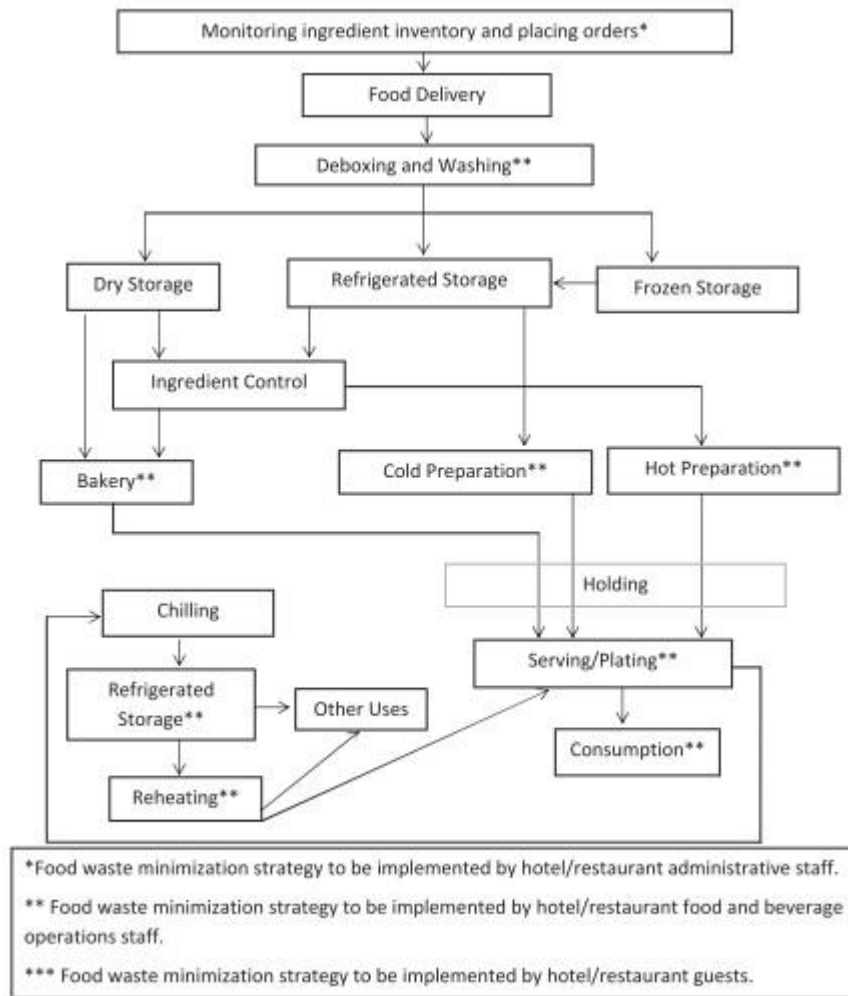 Monitoring ingredient inventory and placing orders*
Food Delivery
Deboxing and Washing**
Dry Storage
Refrigerated Storage
Frozen Storage
Ingredient Control
Bakery**
Cold Preparation**
Hot Preparation**
Holding
Chilling
Serving/Plating**
Refrigerated
Storage**
Other Uses
Consumption**
Reheating**
*Food waste minimization strategy to be implemented by hotel/restaurant administrative staff.
** Food waste minimization strategy to be implemented by hotel/restaurant food and beverage
operations staff.
*** Food waste minimization strategy to be implemented by hotel/restaurant guests.